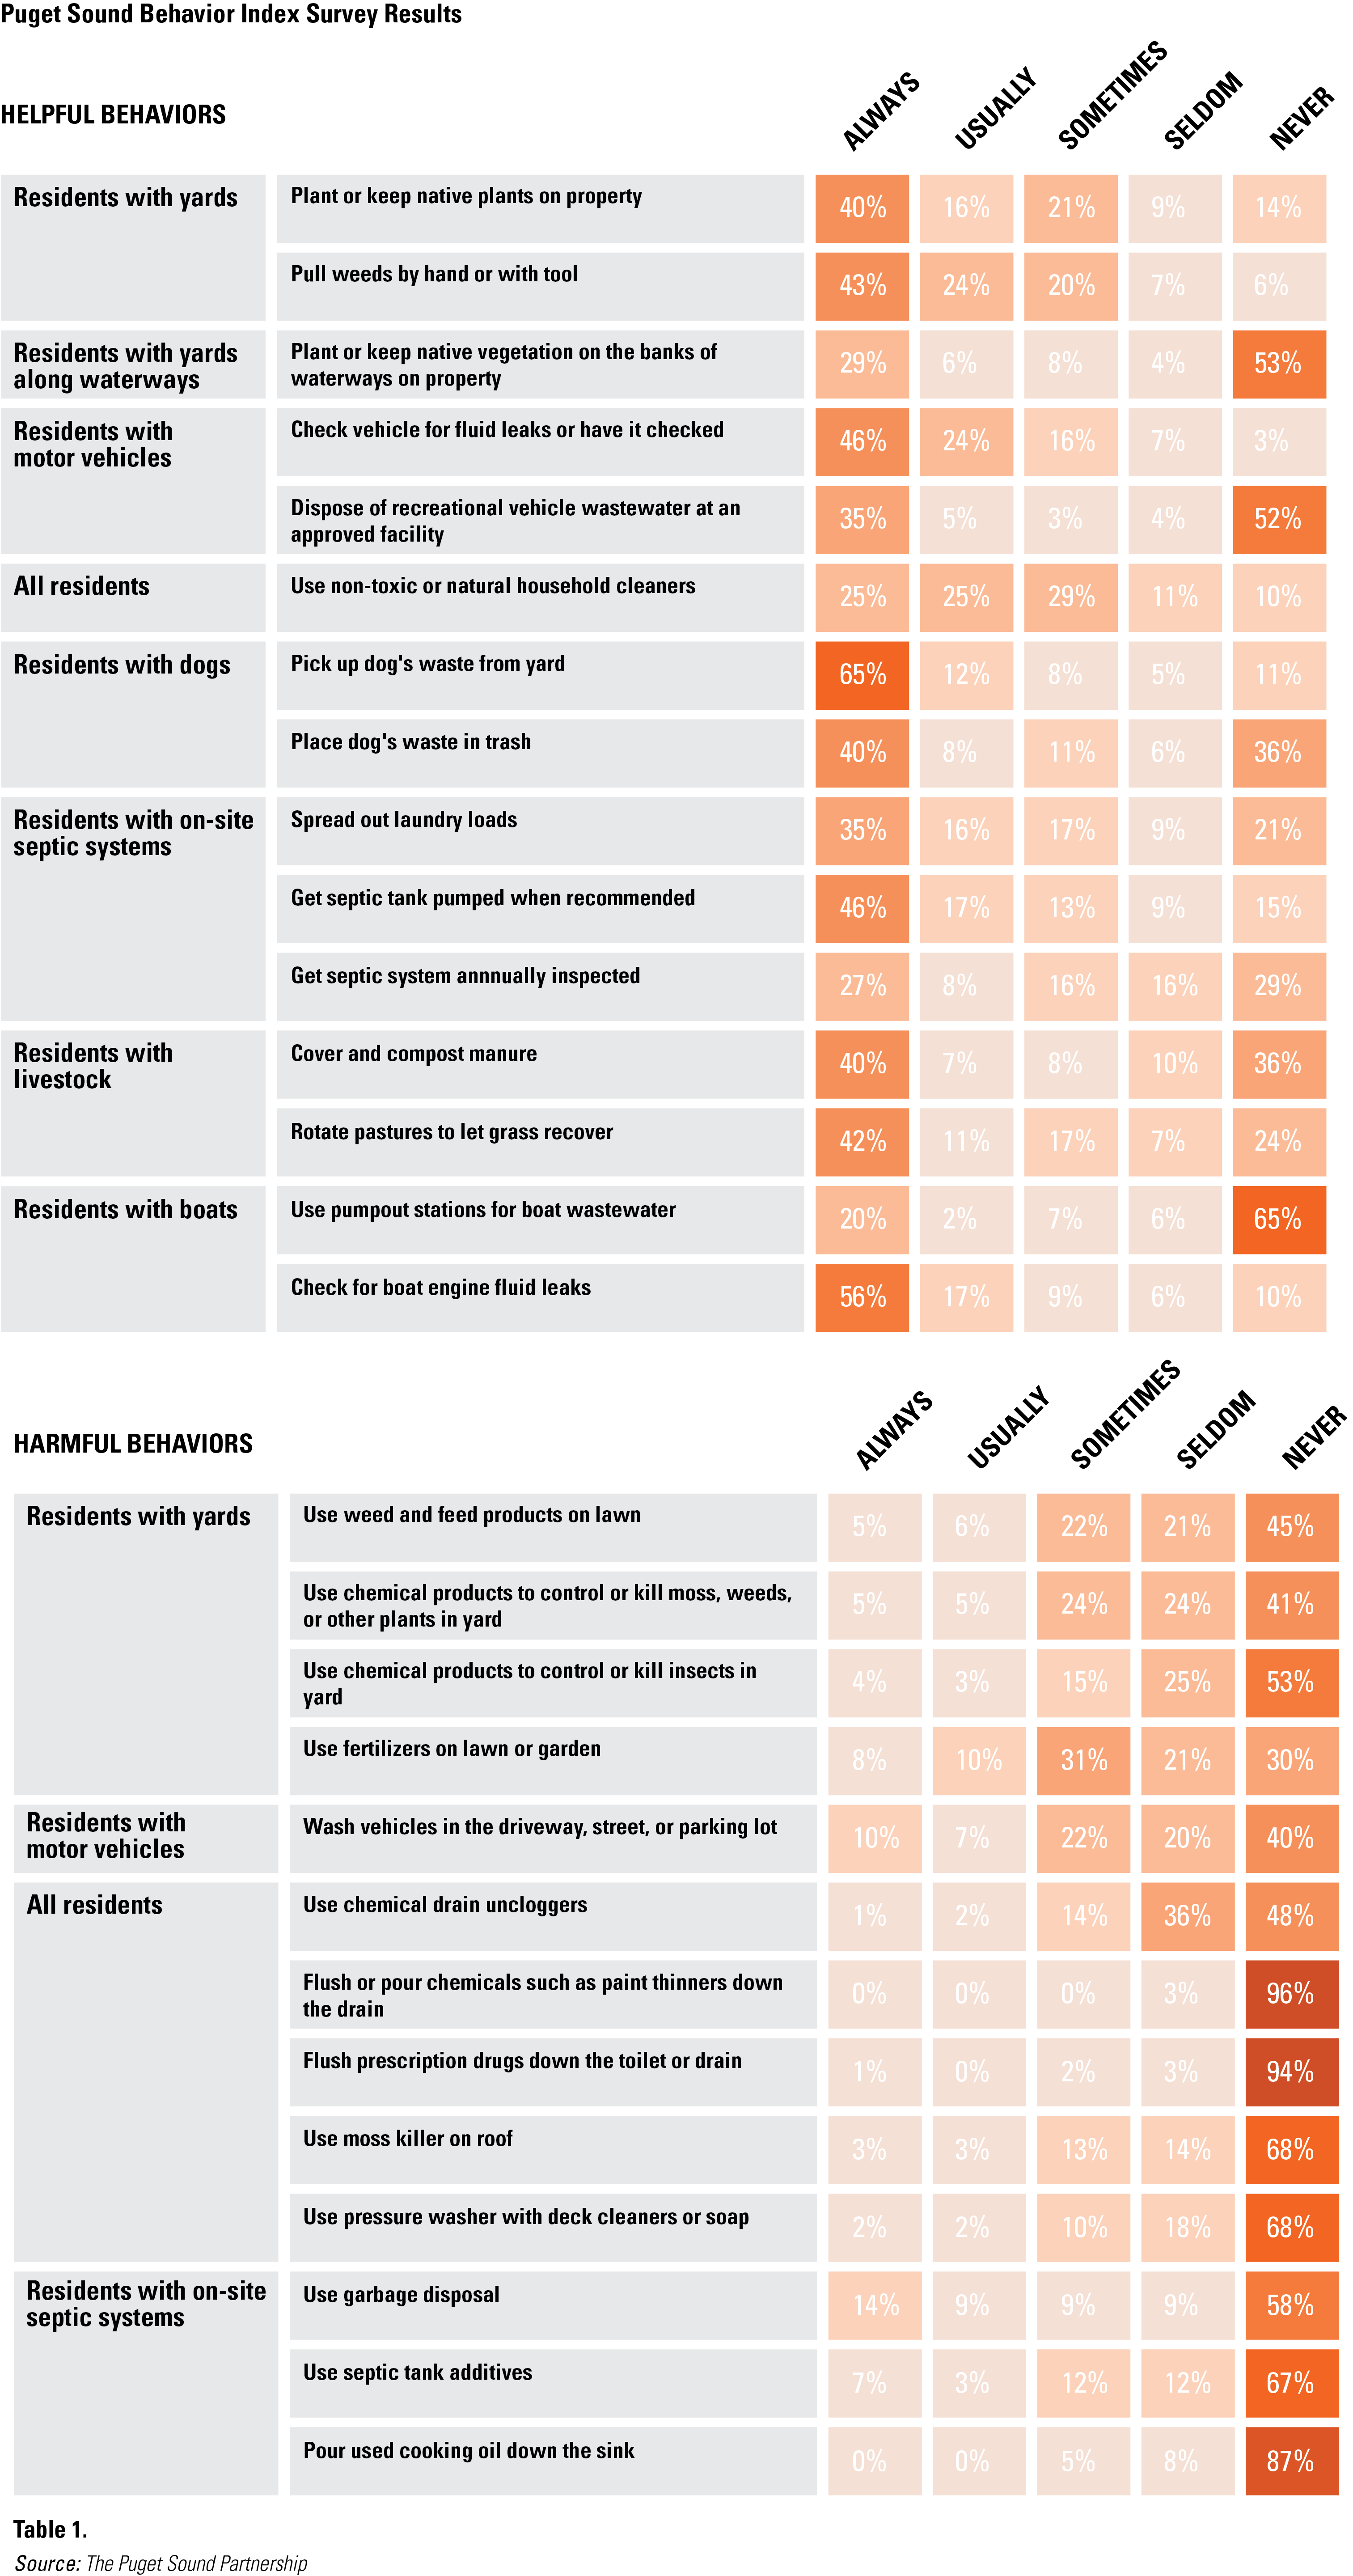 Puget Sound Behavior Index Survey Results
HELPFUL BEHAVIORS
ALWAYS
USUALLY
SOMETIMES
SELDOM
NEVER
Residents with yards
Plant or keep native plants on property
40% 16% 21% 9% 14%
Pull weeds by hand or with tool
43% 24% 20% 7% 6%
Residents with yards
along waterways
Plant or keep native vegetation on the banks of
waterways on property
29% 6% 8% 4% 53%
Residents with
motor vehicles
Check vehicle for fluid leaks or have it checked
46% 24% 16% 7% 3%
Dispose of recreational vehicle wastewater at an
approved facility
35% 5% 3% 4% 52%
All residents
Use non-toxic or natural household cleaners
25% 25% 29% 11% 10%
Residents with dogs
Pick up dog's waste from yard
65% 12% 8% 5% 11%
Place dog's waste in trash
40% 8% 11% 6% 36%
Residents with on-site
septic systems
Spread out laundry loads
35% 16% 17% 9% 21%
Get septic tank pumped when recommended
46% 17% 13% 9% 15%
Get septic system annnually inspected
27% 8% 16% 16% 29%
Residents with
livestock
Cover and compost manure
40% 7% 8% 10% 36%
Rotate pastures to let grass recover
42% 11% 17% 7% 24%
Residents with boats
Use pumpout stations for boat wastewater
20% 2% 7% 6% 65%
Check for boat engine fluid leaks
56% 17% 9% 6% 10%
HARMFUL BEHAVIORS
ALWAYS
USUALLY
SOMETIMES
SELDOM
NEVER
Residents with yards
Use weed and feed products on lawn
5% 6% 22% 21% 45%
Use chemical products to control or kill moss, weeds,
or other plants in yard
5% 5% 24% 24% 41%
Use chemical products to control or kill insects in
yard
4% 3% 15% 25% 53%
Use fertilizers on lawn or garden
8% 10% 31% 21% 30%
Residents with
motor vehicles
Wash vehicles in the driveway, street, or parking lot
10% 7% 22% 20% 40%
All residents
Use chemical drain uncloggers
1% 2% 14% 36% 48%
Flush or pour chemicals such as paint thinners down
the drain
0% 0% 0% 3% 96%
Flush prescription drugs down the toilet or drain
1% 0% 2% 3% 94%
Use moss killer on roof
3% 3% 13% 14% 68%
Use pressure washer with deck cleaners or soap
2% 2% 10% 18% 68%
Residents with on-site
septic systems
Use garbage disposal
14% 9% 9% 9% 58%
Use septic tank additives
7% 3% 12% 12% 67%
Pour used cooking oil down the sink
0% 0% 5% 8% 87%
Table 1.
Source: The Puget Sound Partnership